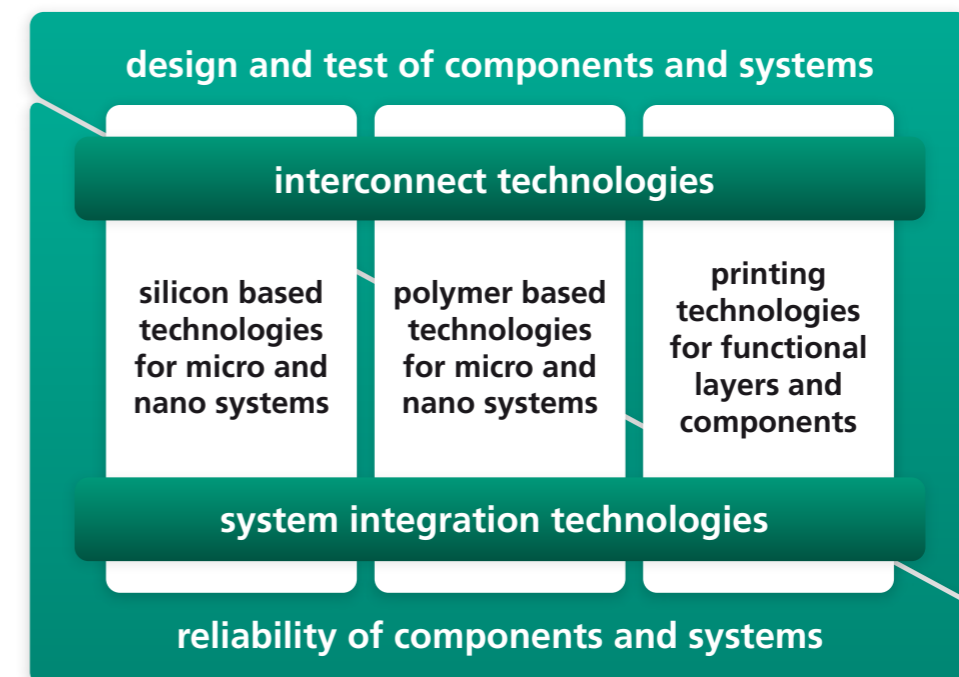 design and test of components and systems
interconnect technologies
silicon based
technologies
for micro and
nano systems
polymer based
technologies
for micro and
nano systems
printing
technologies
for functional
layers and
components
system integration technologies
reliability of components and systems